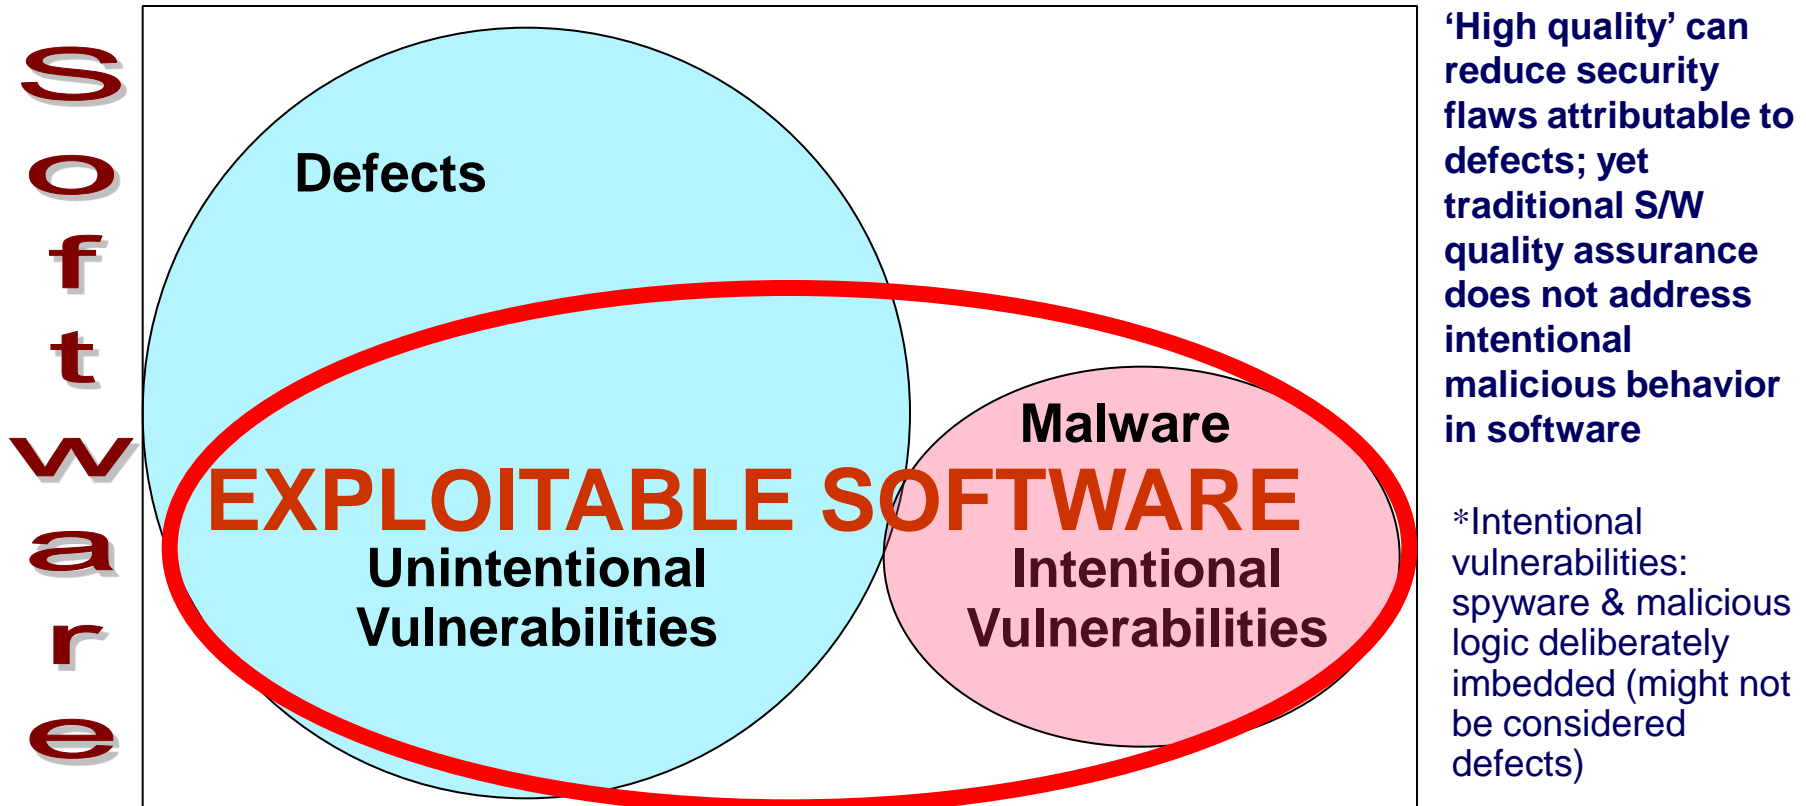 Software
Defects
Malware
EXPLOITABLE SOFTWARE
Unintentional
Vulnerabilities
Intentional
Vulnerabilities
‘High quality’ can
reduce security
flaws attributable to
defects; yet
traditional S/W
quality assurance
does not address
intentional
malicious behavior
in software
*Intentional
vulnerabilities:
spyware & malicious
logic deliberately
imbedded (might not
be considered
defects)